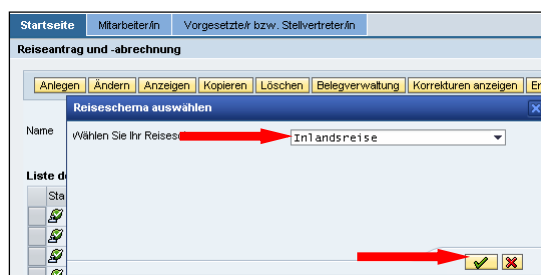 Startseite Mitarbeiter/in Vorgesetzte/r bzw. Stellvertreter/in
Reiseantrag und -abrechnung
Anlegen Ändern Anzeigen Kopieren Löschen Belegverwaltung Korrekturen anzeigen
Reiseschema auswählen
Name
Wählen Sie Ihr Inlandsreise
Liste
Sta